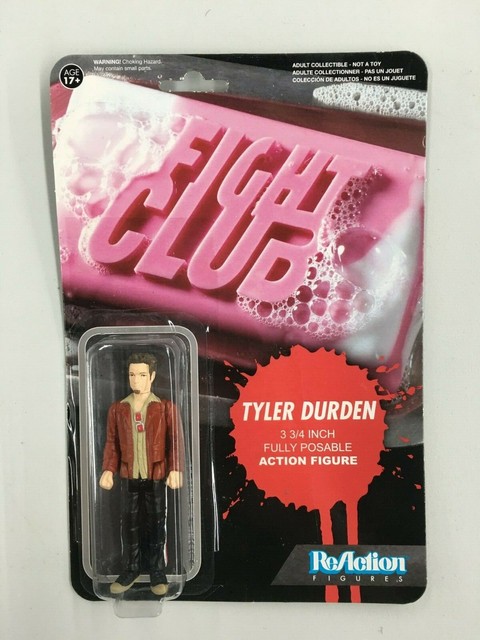 AGE
17+
WARNING! Choking Hazard.
May contain small parts.
ADULT COLLECTIBLE - NOT A TOY
ADULTE COLLECTIONNER - PAS UN JOUET
COLECCIÓN DE ADULTOS - NO ES UN JUGUETE
FIGHT
CLUB
TYLER DURDEN
3 3/4 INCH
FULLY POSABLE
ACTION FIGURE
ReAction
FIGURES